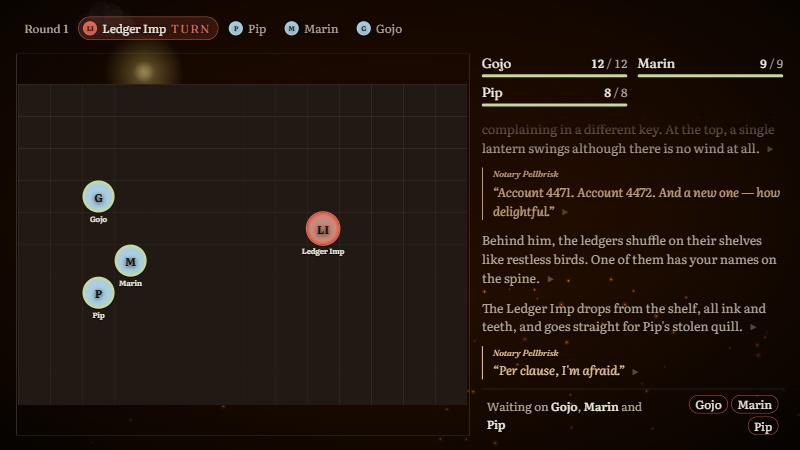 Round 1 LI Ledger Imp TURN P Pip M Marin G Gojo
Gojo 12 / 12 Marin 9 / 9
Pip 8 / 8
complaining in a different key. At the top, a single
lantern swings although there is no wind at all.
Notary Pellbrisk
“Account 4471. Account 4472. And a new one — how
delightful.”
Behind him, the ledgers shuffle on their shelves
like restless birds. One of them has your names on
the spine.
The Ledger Imp drops from the shelf, all ink and
teeth, and goes straight for Pip's stolen quill.
Notary Pellbrisk
“Per clause, I'm afraid.”
Waiting on Gojo, Marin and
Pip
Gojo Marin
Pip
G
Gojo
LI
Ledger Imp
M
Marin
P
Pip